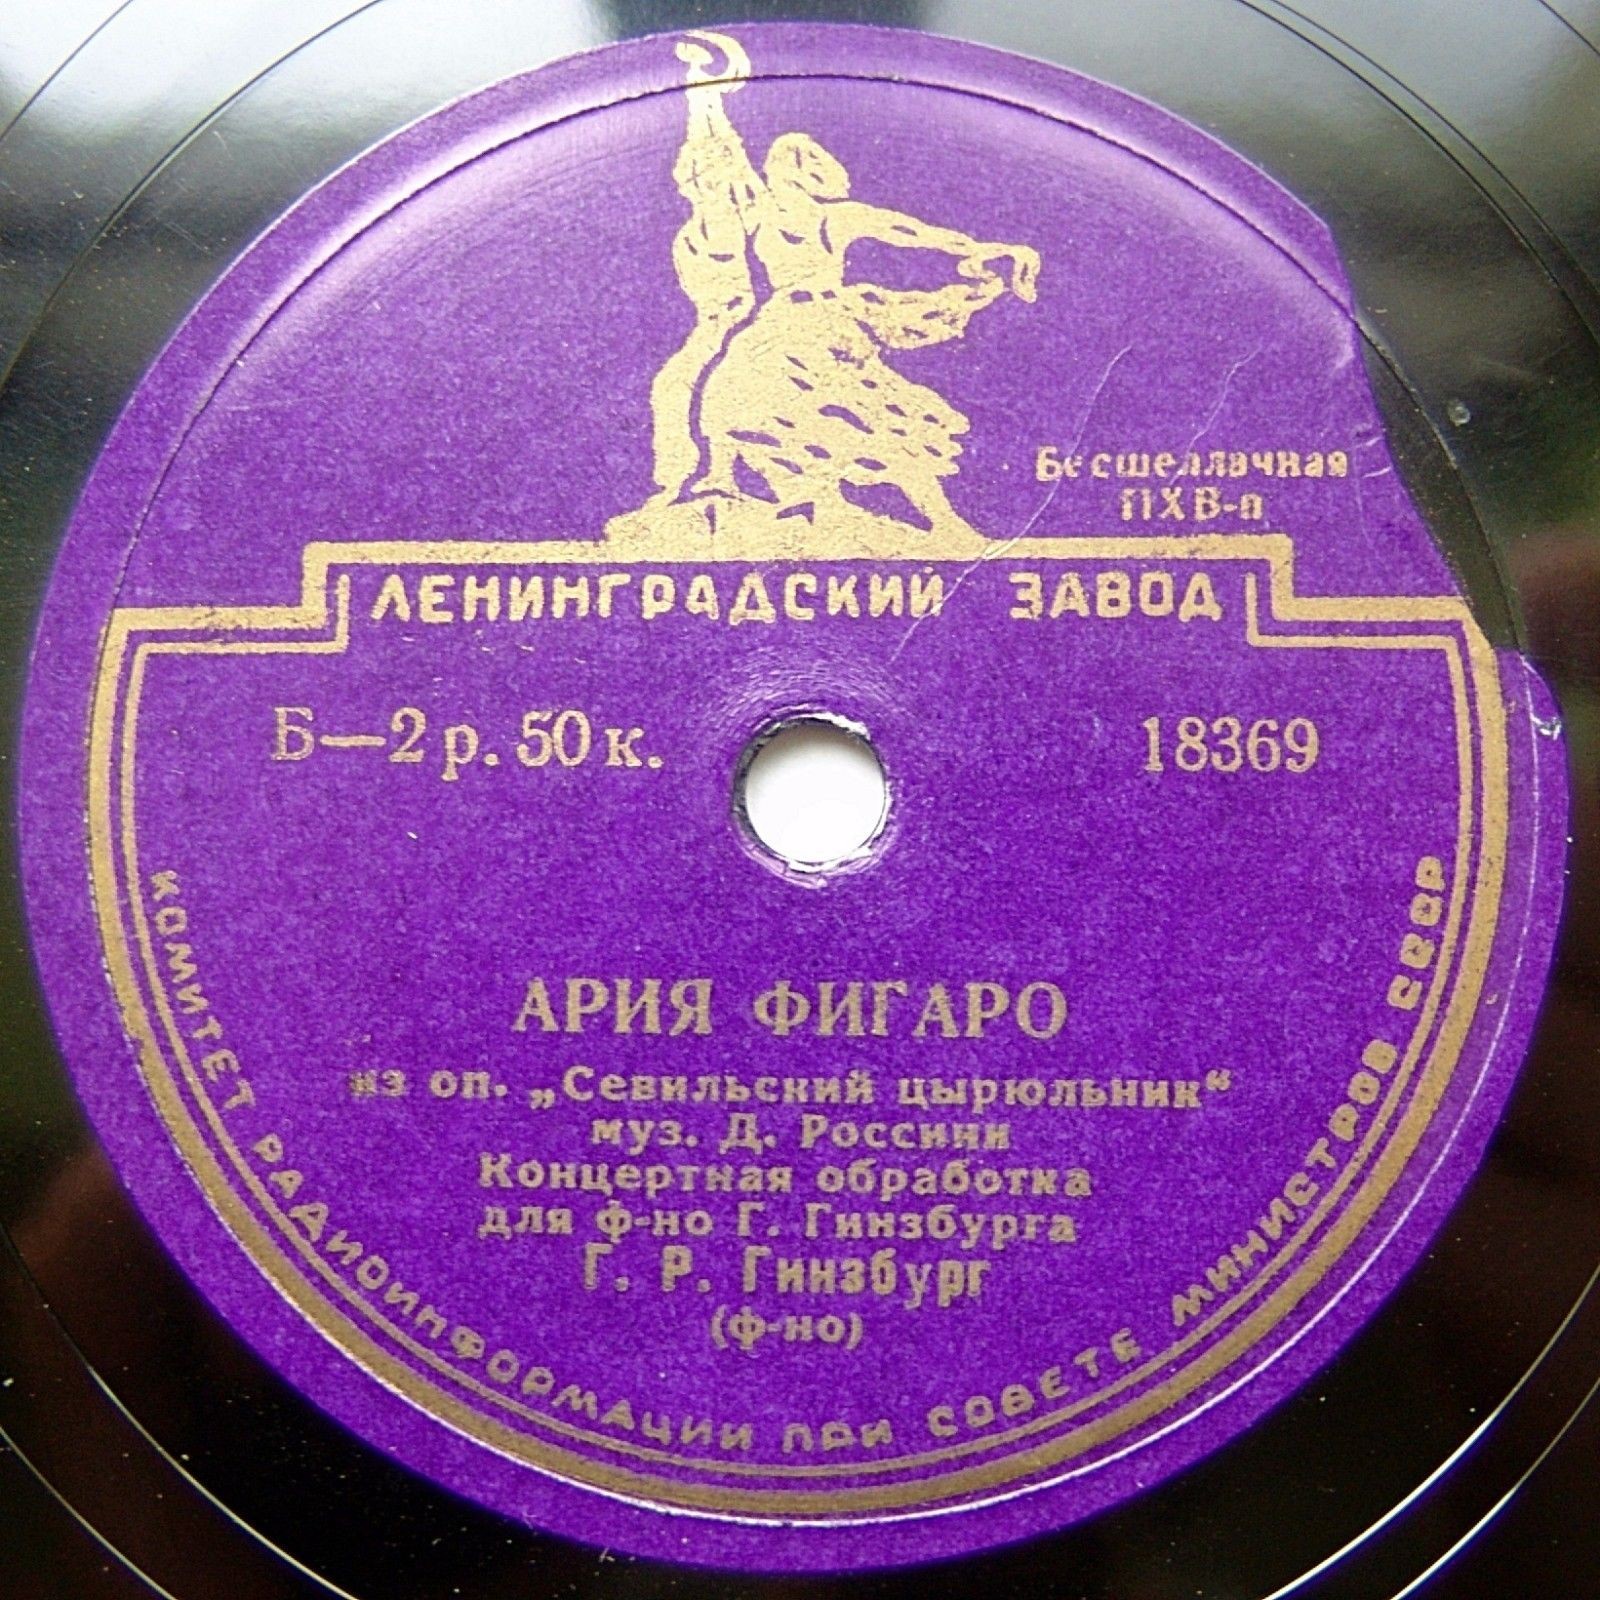 Бесшеллачная
ПХВ-п
ЛЕНИНГРАДСКИЙ ЗАВОД
Б—2 р. 50 к.
18369
АРИЯ ФИГАРО
из оп. „Севильский цырюльник“
муз. Д. Россини
Концертная обработка
для ф-но Г. Гинзбурга
Г. Р. Гинзбург
(ф-но)
КОМИТЕТ РАДИОИНФОРМАЦИИ ПРИ СОВЕТЕ МИНИСТРОВ СССР